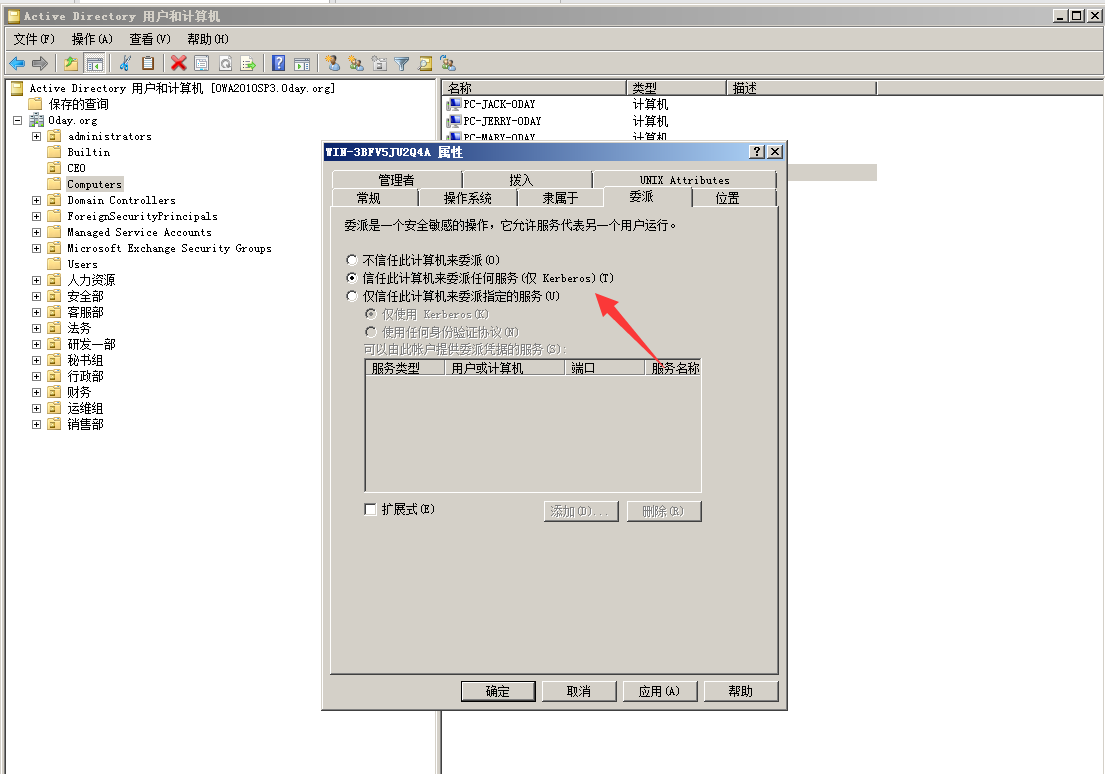 Active Directory 用户和计算机
文件(F) 操作(A) 查看(V) 帮助(H)
Active Directory 用户和计算机 [OWA2010SP3.0day.org]
保存的查询
0day.org
administrators
Builtin
CEO
Computers
Domain Controllers
ForeignSecurityPrincipals
Managed Service Accounts
Microsoft Exchange Security Groups
Users
人力资源
安全部
客服部
法务
研发一部
秘书组
行政部
财务
运维组
销售部
名称 类型 描述
PC-JACK-0DAY 计算机
PC-JERRY-0DAY 计算机
PC-MARY-0DAY 计算机
WIN-3BFV5JU2Q4A 属性
管理者 拨入 UNIX Attributes
常规 操作系统 隶属于 委派 位置
委派是一个安全敏感的操作，它允许服务代表另一个用户运行。
不信任此计算机来委派(O)
信任此计算机来委派任何服务(仅 Kerberos)(T)
仅信任此计算机来委派指定的服务(U)
仅使用 Kerberos(K)
使用任何身份验证协议(N)
可以由此帐户提供委派凭据的服务(S):
服务类型 用户或计算机 端口 服务名称
扩展式(E) 添加(D)... 删除(R)
确定 取消 应用(A) 帮助